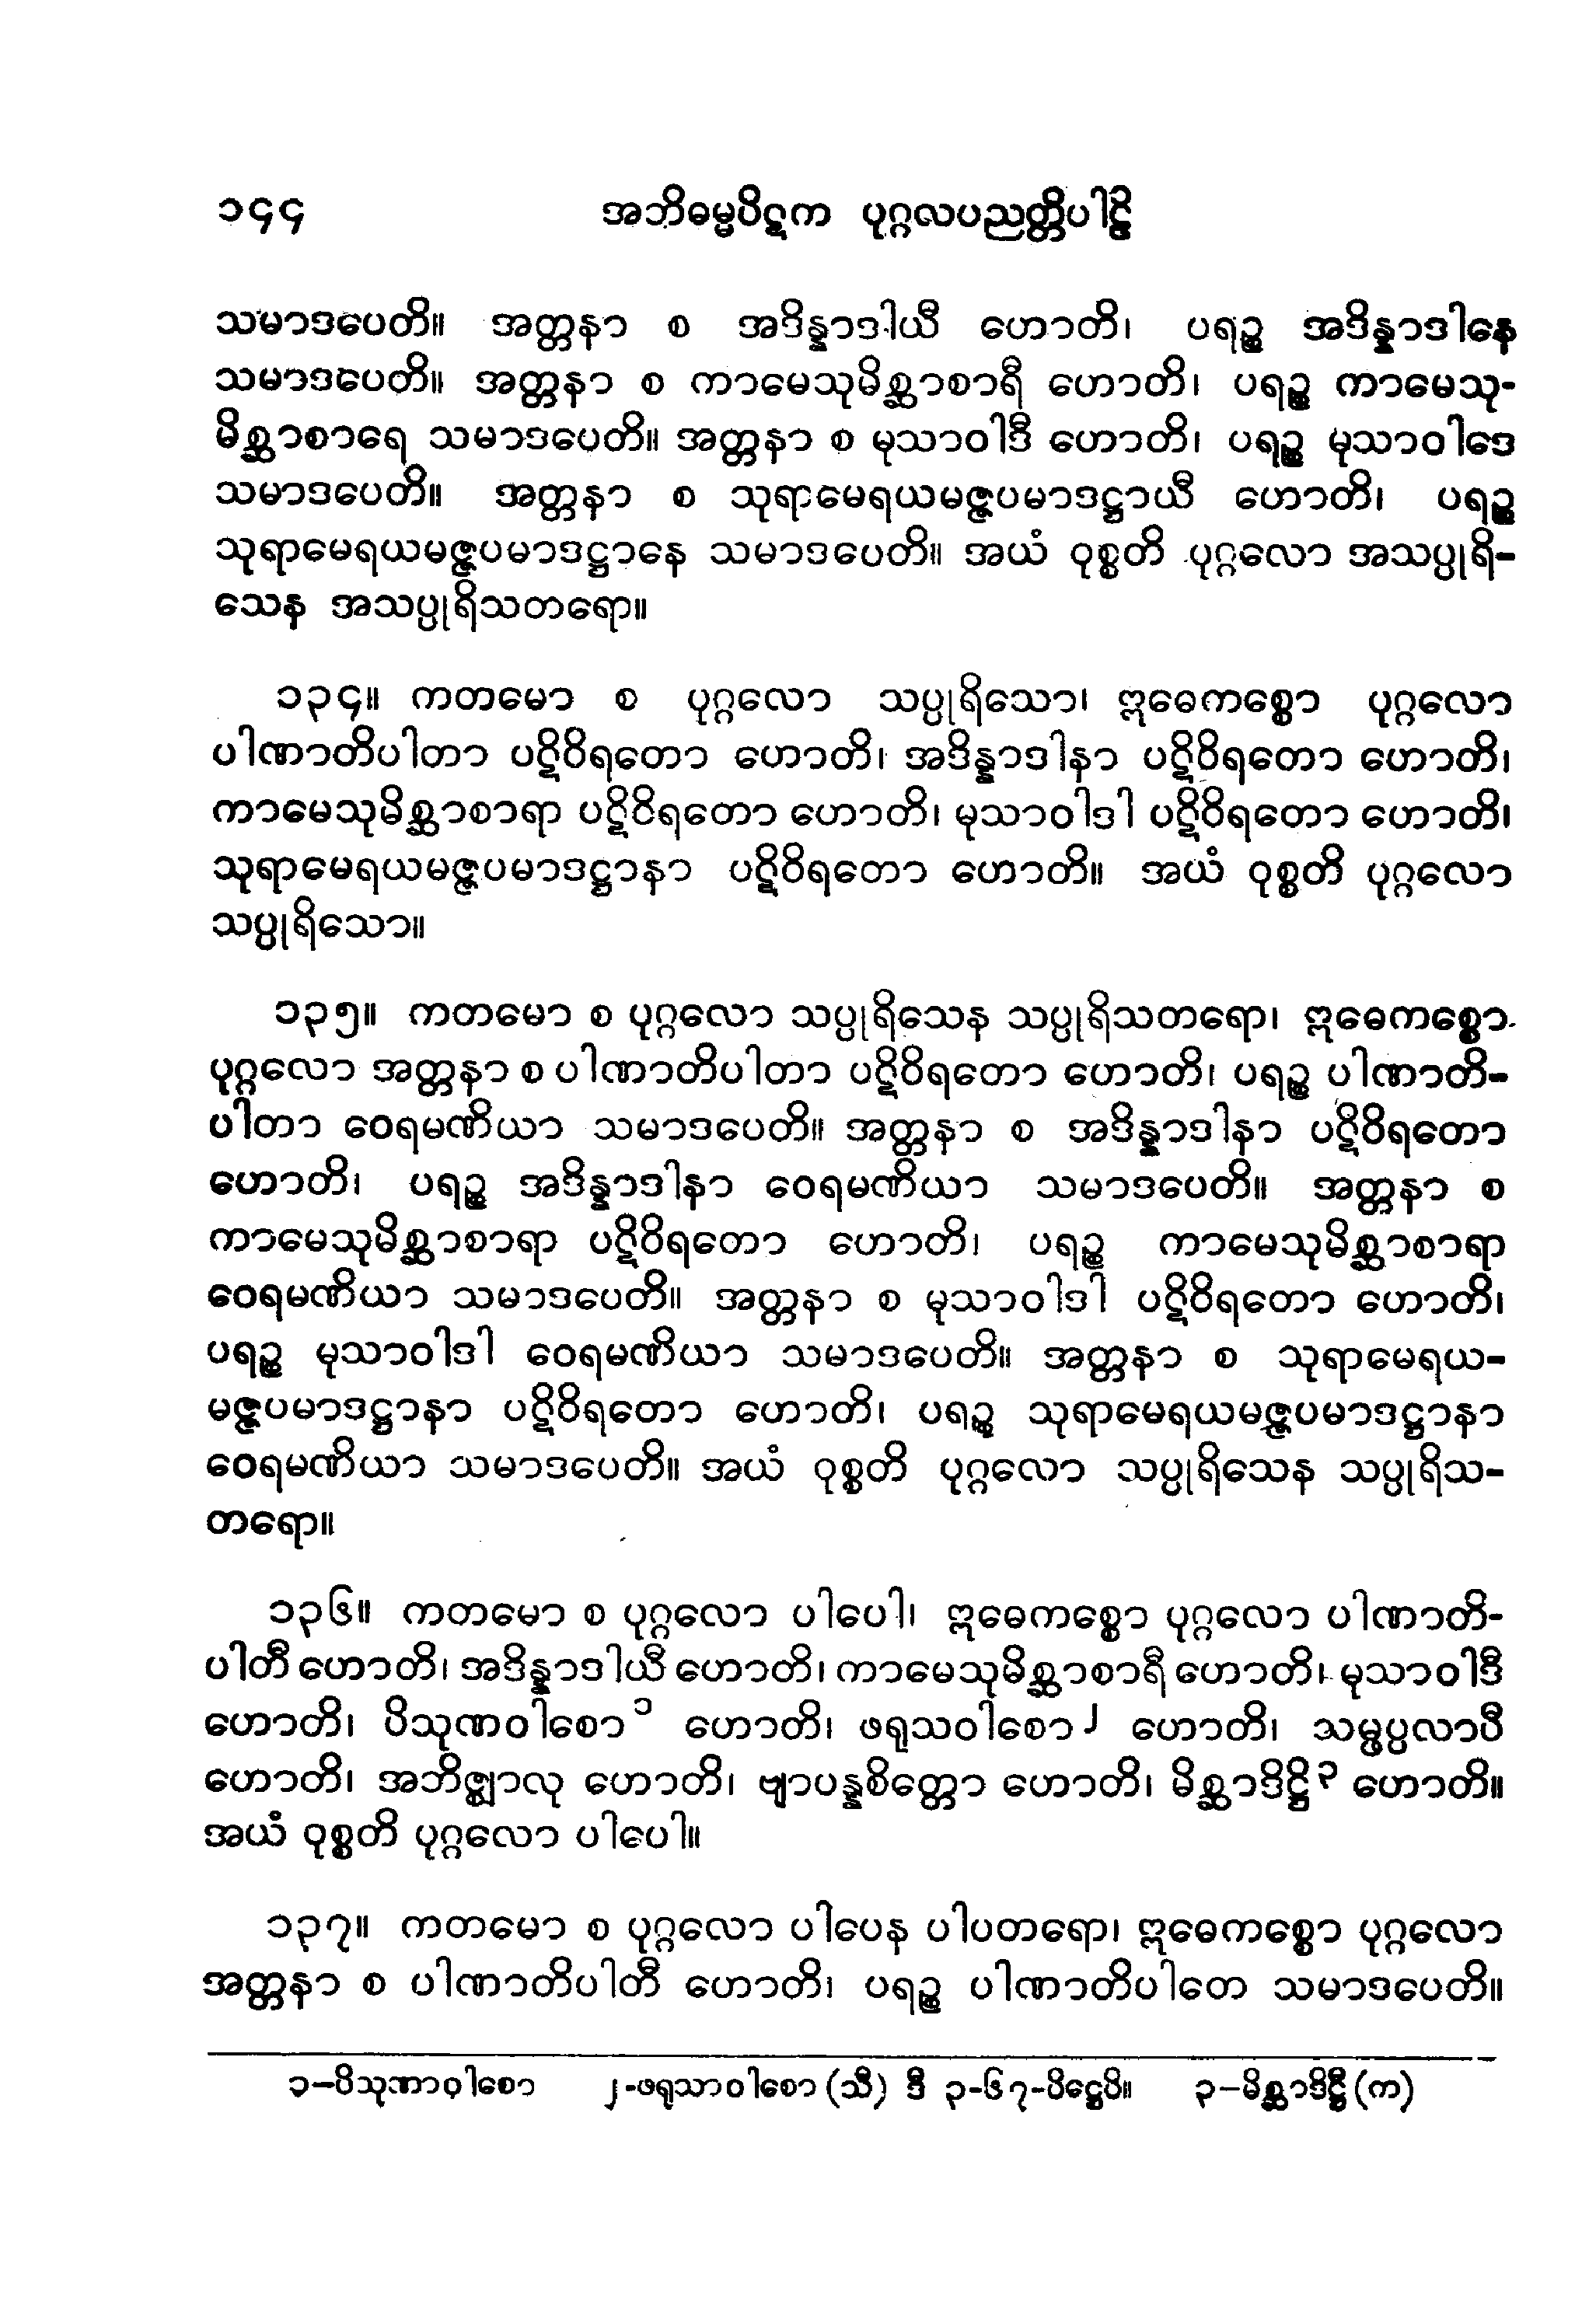 ၁၄၄ အဘိဓမ္မပိဋက ပုဂ္ဂလပညတ္တိပါဠိ
သမာဒပေတိ။ အတ္တနာ စ အဒိန္နာဒါယီ ဟောတိ၊ ပရဉ္စ အဒိန္နာဒါနေ
သမာဒပေတိ။ အတ္တနာ စ ကာမေသုမိစ္ဆာစာရီ ဟောတိ၊ ပရဉ္စ ကာမေသု-
မိစ္ဆာစာရေ သမာဒပေတိ။ အတ္တနာ စ မုသာဝါဒီ ဟောတိ၊ ပရဉ္စ မုသာဝါဒေ
သမာဒပေတိ။ အတ္တနာ စ သုရာမေရယမဇ္ဇပမာဒဋ္ဌာယီ ဟောတိ၊ ပရဉ္စ
သုရာမေရယမဇ္ဇပမာဒဋ္ဌာနေ သမာဒပေတိ။ အယံ ဝုစ္စတိ ပုဂ္ဂလော အသပ္ပုရိ-
သေန အသပ္ပုရိသတရော။
၁၃၄။ ကတမော စ ပုဂ္ဂလော သပ္ပုရိသော၊ ဣဓေကစ္စော ပုဂ္ဂလော
ပါဏာတိပါတာ ပဋိဝိရတော ဟောတိ၊ အဒိန္နာဒါနာ ပဋိဝိရတော ဟောတိ၊
ကာမေသုမိစ္ဆာစာရာ ပဋိဝိရတော ဟောတိ၊ မုသာဝါဒါ ပဋိဝိရတော ဟောတိ၊
သုရာမေရယမဇ္ဇပမာဒဋ္ဌာနာ ပဋိဝိရတော ဟောတိ။ အယံ ဝုစ္စတိ ပုဂ္ဂလော
သပ္ပုရိသော။
၁၃၅။ ကတမော စ ပုဂ္ဂလော သပ္ပုရိသေန သပ္ပုရိသတရော၊ ဣဓေကစ္စော
ပုဂ္ဂလော အတ္တနာ စ ပါဏာတိပါတာ ပဋိဝိရတော ဟောတိ၊ ပရဉ္စ ပါဏာတိ-
ပါတာ ဝေရမဏိယာ သမာဒပေတိ။ အတ္တနာ စ အဒိန္နာဒါနာ ပဋိဝိရတော
ဟောတိ၊ ပရဉ္စ အဒိန္နာဒါနာ ဝေရမဏိယာ သမာဒပေတိ။ အတ္တနာ စ
ကာမေသုမိစ္ဆာစာရာ ပဋိဝိရတော ဟောတိ၊ ပရဉ္စ ကာမေသုမိစ္ဆာစာရာ
ဝေရမဏိယာ သမာဒပေတိ။ အတ္တနာ စ မုသာဝါဒါ ပဋိဝိရတော ဟောတိ၊
ပရဉ္စ မုသာဝါဒါ ဝေရမဏိယာ သမာဒပေတိ။ အတ္တနာ စ သုရာမေရယ-
မဇ္ဇပမာဒဋ္ဌာနာ ပဋိဝိရတော ဟောတိ၊ ပရဉ္စ သုရာမေရယမဇ္ဇပမာဒဋ္ဌာနာ
ဝေရမဏိယာ သမာဒပေတိ။ အယံ ဝုစ္စတိ ပုဂ္ဂလော သပ္ပုရိသေန သပ္ပုရိသ-
တရော။
၁၃၆။ ကတမော စ ပုဂ္ဂလော ပါပေါ၊ ဣဓေကစ္စော ပုဂ္ဂလော ပါဏာတိ-
ပါတီ ဟောတိ၊ အဒိန္နာဒါယီ ဟောတိ၊ ကာမေသုမိစ္ဆာစာရီ ဟောတိ၊ မုသာဝါဒီ
ဟောတိ၊ ပိသုဏဝါစော ၁ ဟောတိ၊ ဖရုသဝါစော ၂ ဟောတိ၊ သမ္ဖပ္ပလာပီ
ဟောတိ၊ အဘိဇ္ဈာလု ဟောတိ၊ ဗျာပန္နစိတ္တော ဟောတိ၊ မိစ္ဆာဒိဋ္ဌိ ၃ ဟောတိ။
အယံ ဝုစ္စတိ ပုဂ္ဂလော ပါပေါ။
၁၃၇။ ကတမော စ ပုဂ္ဂလော ပါပေန ပါပတရော၊ ဣဓေကစ္စော ပုဂ္ဂလော
အတ္တနာ စ ပါဏာတိပါတီ ဟောတိ၊ ပရဉ္စ ပါဏာတိပါတေ သမာဒပေတိ။
၁–ပိသုဏာဝါစော ၂-ဖရုသာဝါစော (သီ) ဒီ ၃-၆၇-ပိဋ္ဌေပိ။ ၃–မိစ္ဆာဒိဋ္ဌီ (က)